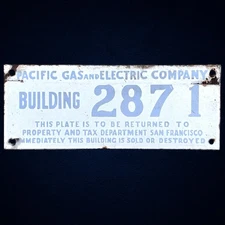 PACIFIC GAS AND ELECTRIC COMPANY
BUILDING 2871
THIS PLATE IS TO BE RETURNED TO
PROPERTY AND TAX DEPARTMENT SAN FRANCISCO
IMMEDIATELY THIS BUILDING IS SOLD OR DESTROYED